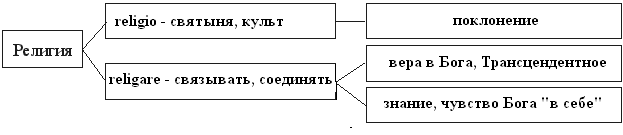 Религия
religio - святыня, культ
поклонение
religare - связывать, соединять
вера в Бога, Трансцендентное
знание, чувство Бога "в себе"